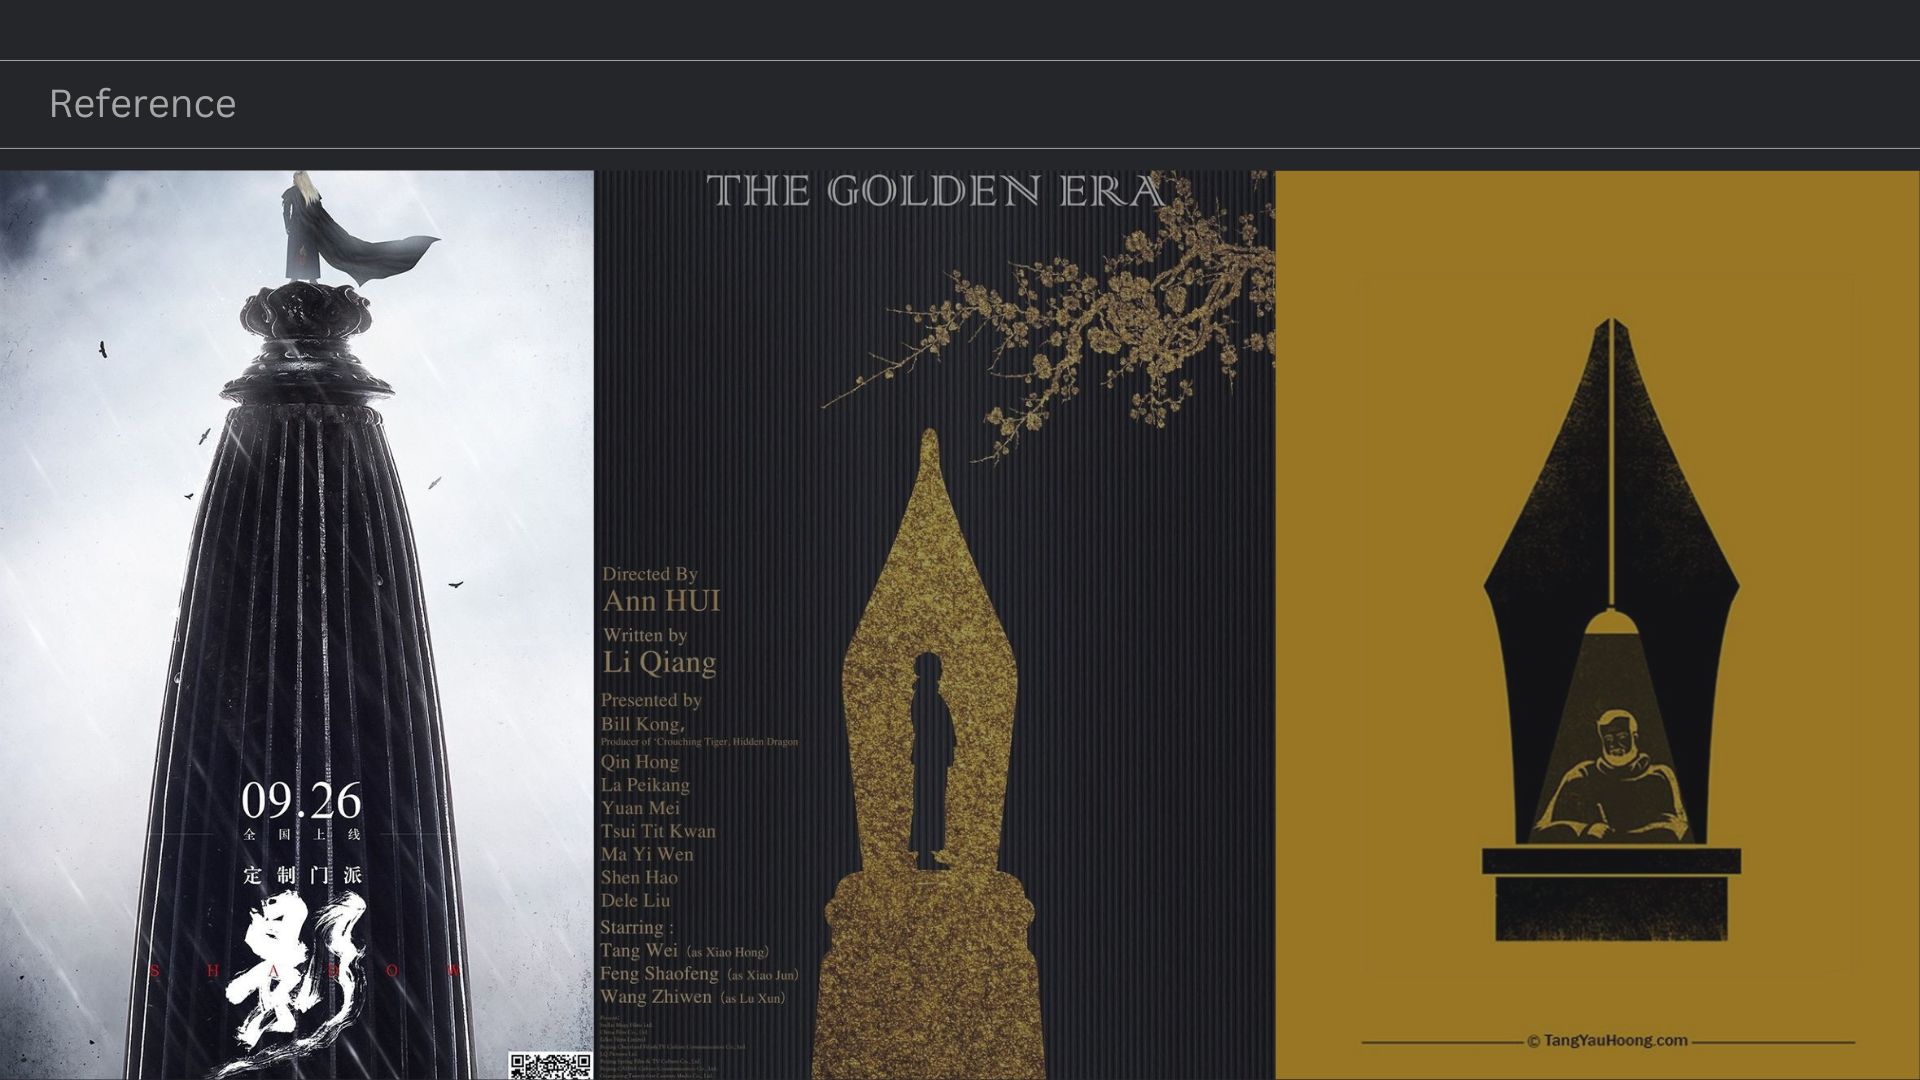 Reference
09.26
全国上线
定制门派
影
SHADOW
THE GOLDEN ERA
Directed By
Ann HUI
Written by
Li Qiang
Presented by
Bill Kong,
Producer of "Crouching Tiger, Hidden Dragon
Qin Hong
La Peikang
Yuan Mei
Tsui Tit Kwan
Ma Yi Wen
Shen Hao
Dele Liu
Starring :
Tang Wei (as Xiao Hong)
Feng Shaofeng (as Xiao Jun)
Wang Zhiwen (as Lu Xun)
© TangYauHoong.com